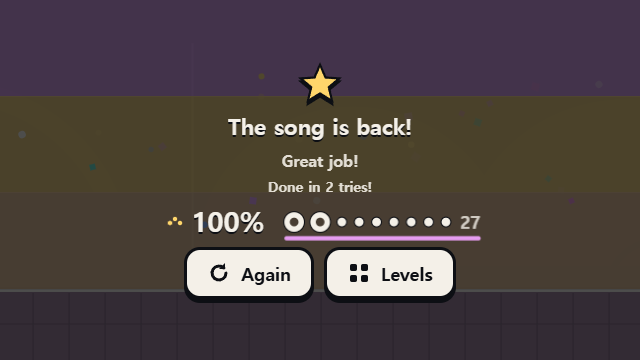 The song is back!
Great job!
Done in 2 tries!
100% 27
Again Levels